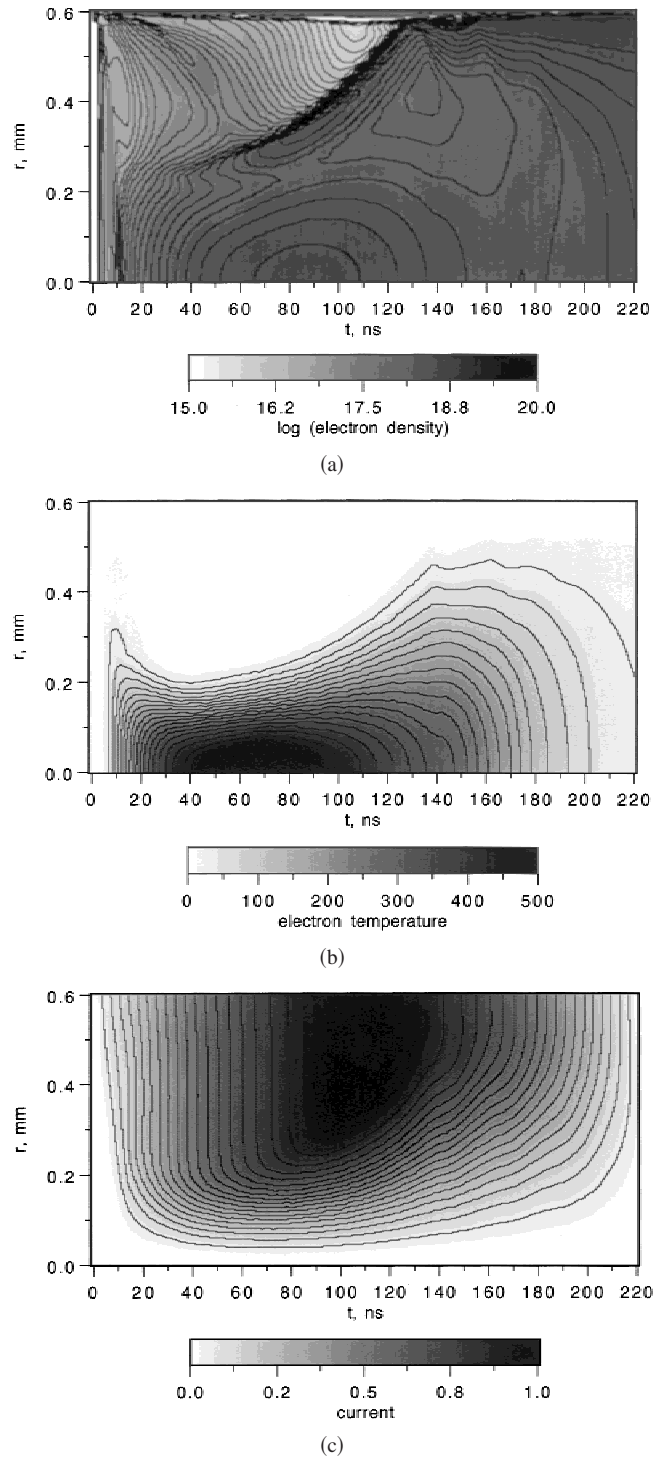 0.6
0.4
r, mm
0.2
0.0
0 20 40 60 80 100 120 140 160 180 200 220
t, ns
15.0 16.2 17.5 18.8 20.0
log (electron density)
(a)
0.6
0.4
r, mm
0.2
0.0
0 20 40 60 80 100 120 140 160 180 200 220
t, ns
0 100 200 300 400 500
electron temperature
(b)
0.6
0.4
r, mm
0.2
0.0
0 20 40 60 80 100 120 140 160 180 200 220
t, ns
0.0 0.2 0.5 0.8 1.0
current
(c)